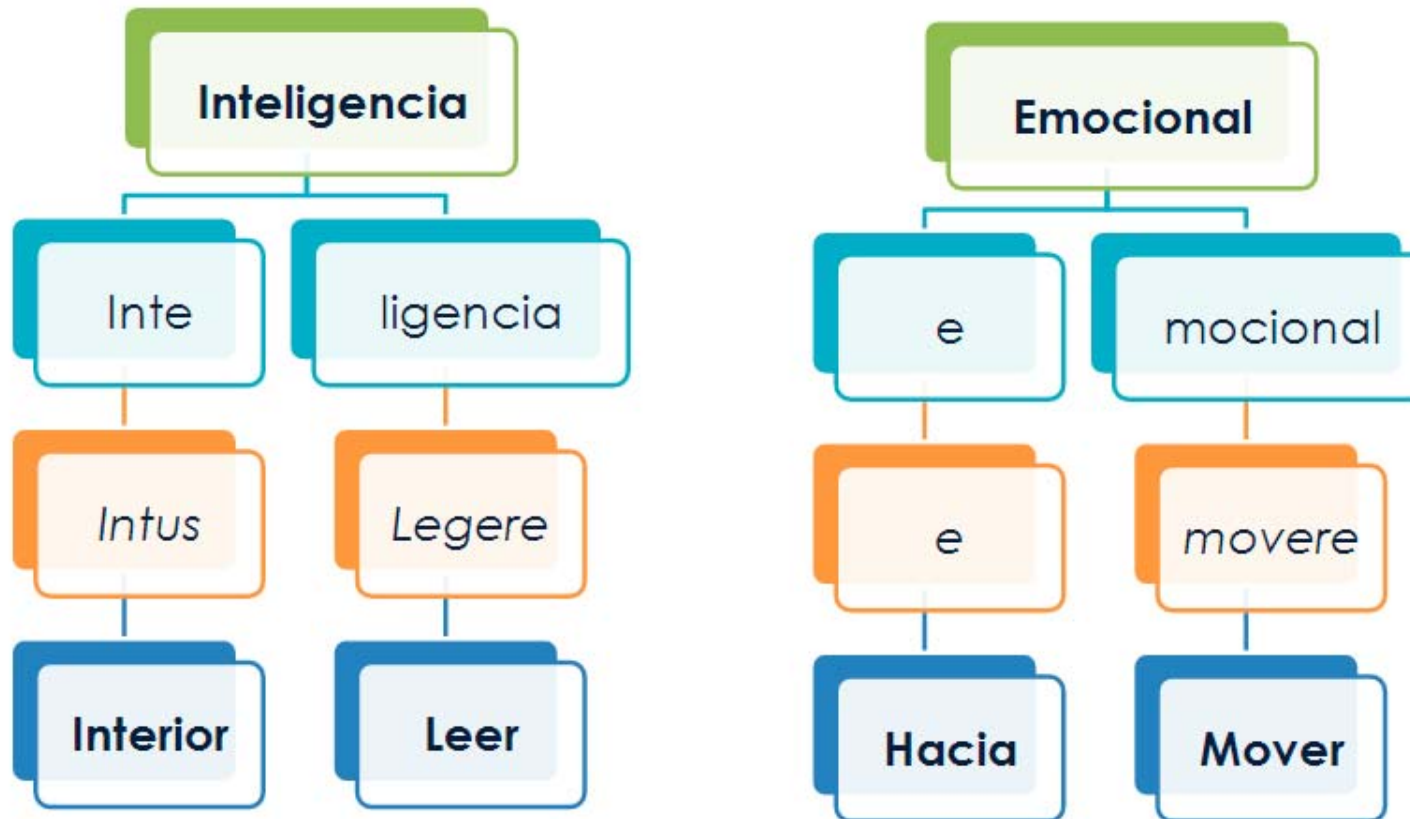 Inteligencia
Inte
ligencia
Intus
Legere
Interior
Leer
Emocional
e
mocional
e
movere
Hacia
Mover